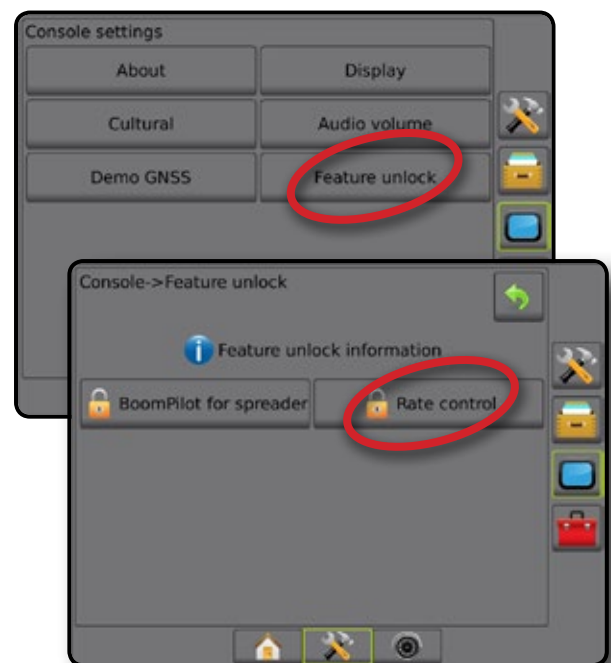 Console settings
About
Display
Cultural
Audio volume
Demo GNSS
Feature unlock
Console->Feature unlock
Feature unlock information
BoomPilot for spreader
Rate control